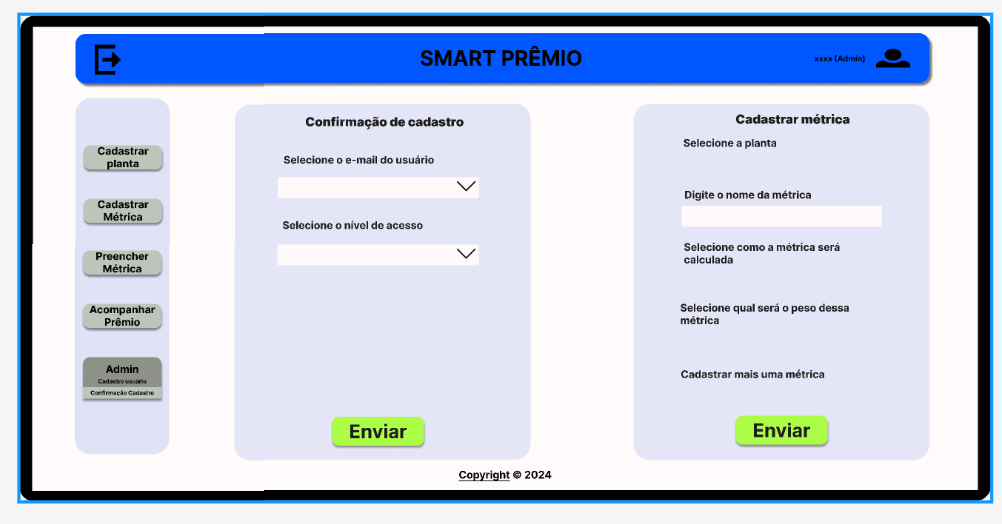 SMART PRÊMIO
xxxx (Admin)
Cadastrar
planta
Cadastrar
Métrica
Preencher
Métrica
Acompanhar
Prêmio
Admin
Cadastro usuário
Confirmação Cadastro
Confirmação de cadastro
Selecione o e-mail do usuário
Selecione o nível de acesso
Enviar
Cadastrar métrica
Selecione a planta
Digite o nome da métrica
Selecione como a métrica será
calculada
Selecione qual será o peso dessa
métrica
Cadastrar mais uma métrica
Enviar
Copyright © 2024